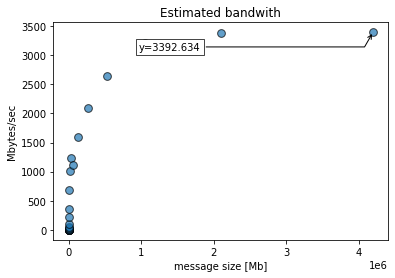 Estimated bandwith
3500
3000
2500
2000
1500
1000
500
0
Mbytes/sec
y=3392.634
0 1 2 3 4
1e6
message size [Mb]